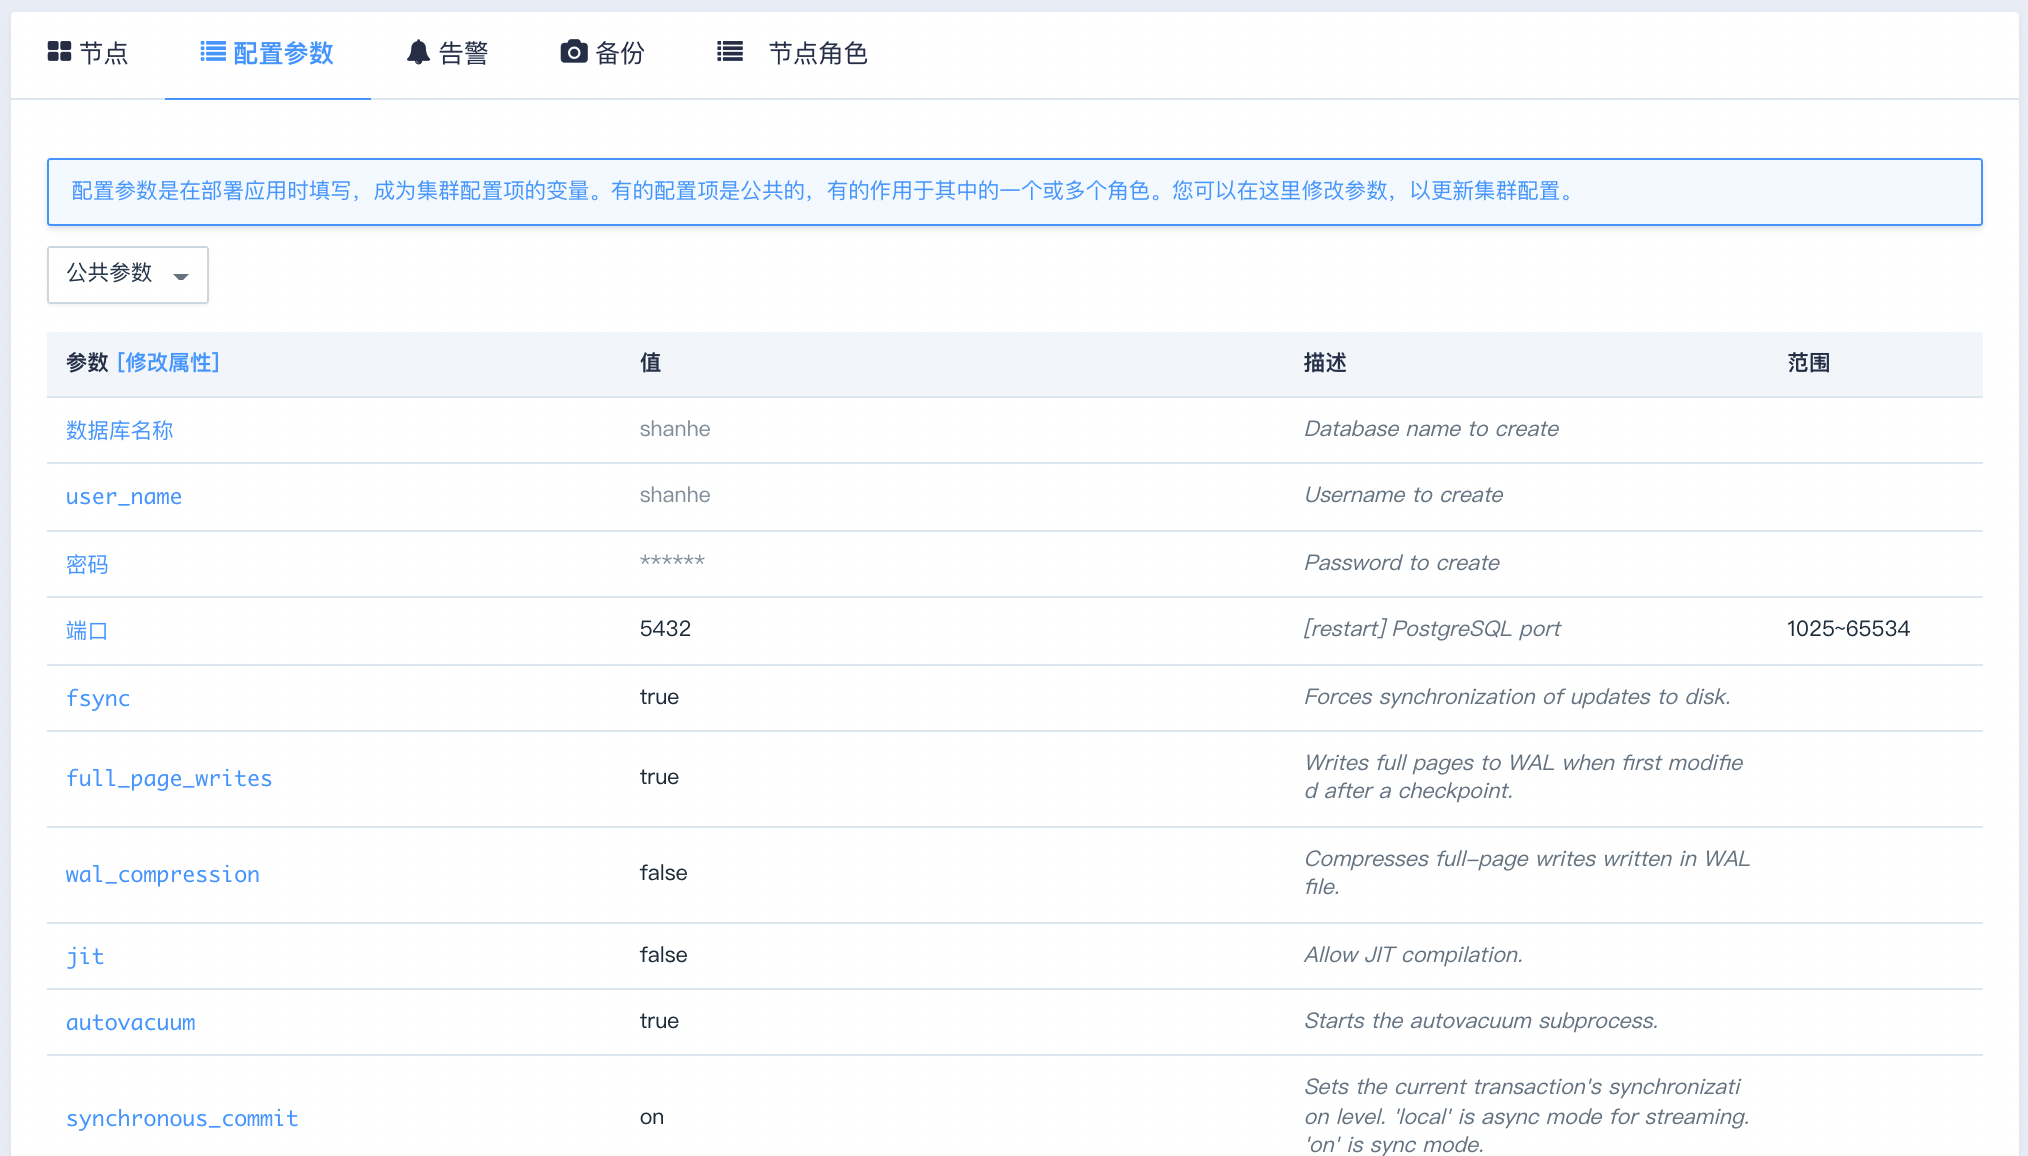 节点 配置参数 告警 备份 节点角色
配置参数是在部署应用时填写，成为集群配置项的变量。有的配置项是公共的，有的作用于其中的一个或多个角色。您可以在这里修改参数，以更新集群配置。
公共参数
参数 [修改属性] 值 描述 范围
数据库名称 shanhe Database name to create
user_name shanhe Username to create
密码 ****** Password to create
端口 5432 [restart] PostgreSQL port 1025~65534
fsync true Forces synchronization of updates to disk.
full_page_writes true Writes full pages to WAL when first modifie
d after a checkpoint.
wal_compression false Compresses full-page writes written in WAL
file.
jit false Allow JIT compilation.
autovacuum true Starts the autovacuum subprocess.
synchronous_commit on Sets the current transaction's synchronizati
on level. 'local' is async mode for streaming.
'on' is sync mode.